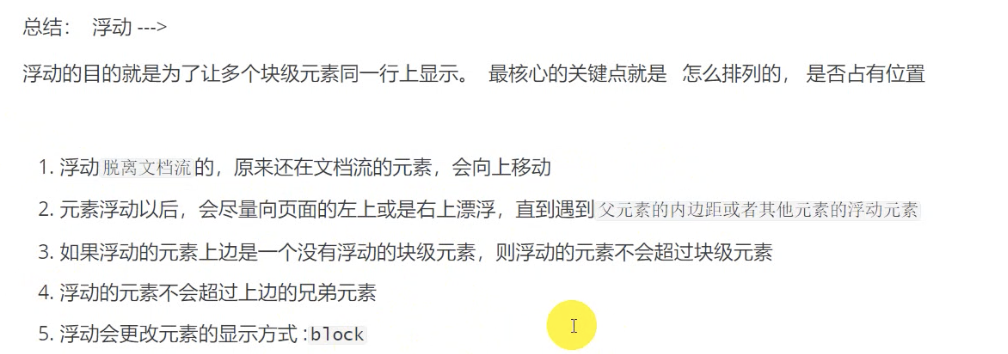 总结： 浮动 --->
浮动的目的就是为了让多个块级元素同一行上显示。 最核心的关键点就是 怎么排列的， 是否占有位置
1. 浮动脱离文档流的，原来还在文档流的元素，会向上移动
2. 元素浮动以后，会尽量向页面的左上或是右上漂浮，直到遇到父元素的内边距或者其他元素的浮动元素
3. 如果浮动的元素上边是一个没有浮动的块级元素，则浮动的元素不会超过块级元素
4. 浮动的元素不会超过上边的兄弟元素
5. 浮动会更改元素的显示方式:block